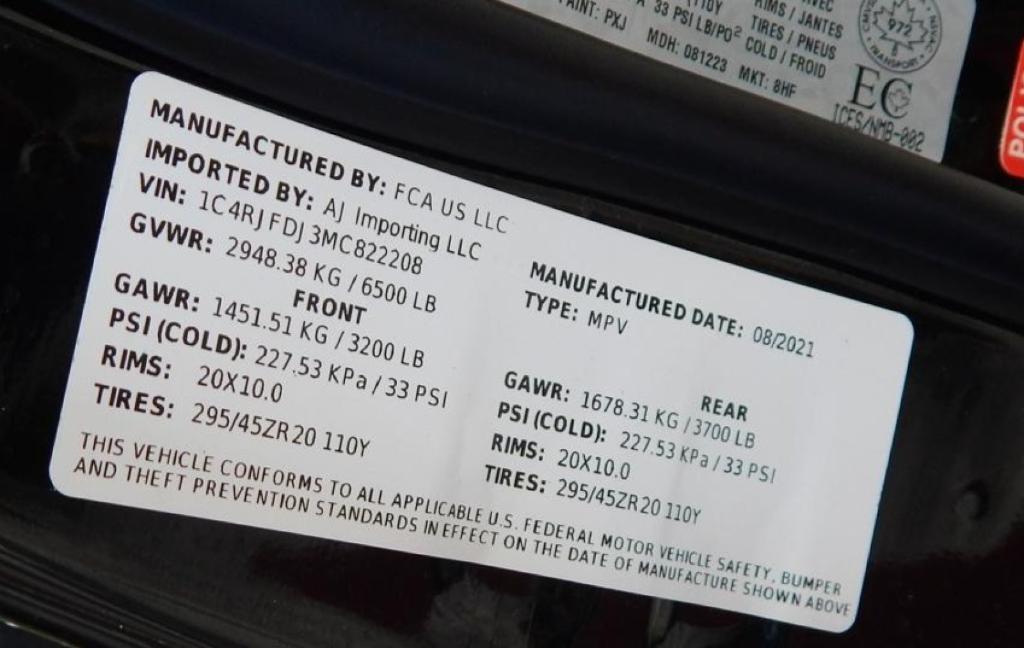 PAINT: PXJ
33 PSI LB/PO²
MDH: 081223 MKT: 8HF
RIMS / JANTES
TIRES / PNEUS
COLD / FROID
TRANSPORT
972
EC
ICES/NMB-002
MANUFACTURED BY: FCA US LLC
IMPORTED BY: AJ Importing LLC
VIN: 1C4RJFDJ3MC822208
GVWR: 2948.38 KG / 6500 LB
MANUFACTURED DATE: 08/2021
TYPE: MPV
FRONT
GAWR: 1451.51 KG / 3200 LB
PSI (COLD): 227.53 KPa / 33 PSI
RIMS: 20X10.0
TIRES: 295/45ZR20 110Y
REAR
GAWR: 1678.31 KG / 3700 LB
PSI (COLD): 227.53 KPa / 33 PSI
RIMS: 20X10.0
TIRES: 295/45ZR20 110Y
THIS VEHICLE CONFORMS TO ALL APPLICABLE U.S. FEDERAL MOTOR VEHICLE SAFETY, BUMPER
AND THEFT PREVENTION STANDARDS IN EFFECT ON THE DATE OF MANUFACTURE SHOWN ABOVE